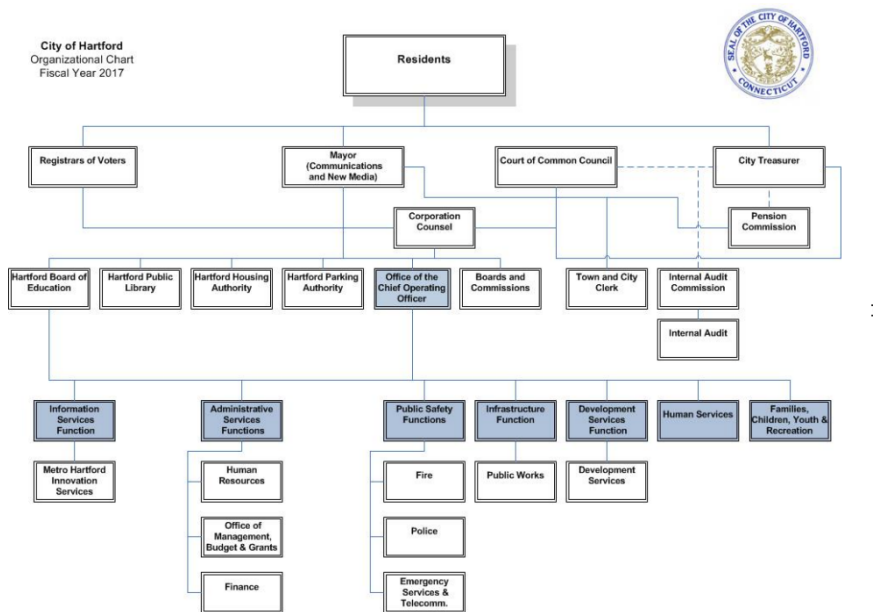 City of Hartford
Organizational Chart
Fiscal Year 2017
Residents
SEAL OF THE CITY OF HARTFORD
CONNECTICUT
Registrars of Voters
Mayor
(Communications
and New Media)
Court of Common Council
City Treasurer
Corporation
Counsel
Pension
Commission
Hartford Board of
Education
Hartford Public
Library
Hartford Housing
Authority
Hartford Parking
Authority
Office of the
Chief Operating
Officer
Boards and
Commissions
Town and City
Clerk
Internal Audit
Commission
:
Internal Audit
Information
Services
Function
Administrative
Services
Functions
Public Safety
Functions
Infrastructure
Function
Development
Services
Function
Human Services
Families,
Children, Youth &
Recreation
Metro Hartford
Innovation
Services
Human
Resources
Fire
Public Works
Development
Services
Office of
Management,
Budget & Grants
Police
Finance
Emergency
Services &
Telecomm.